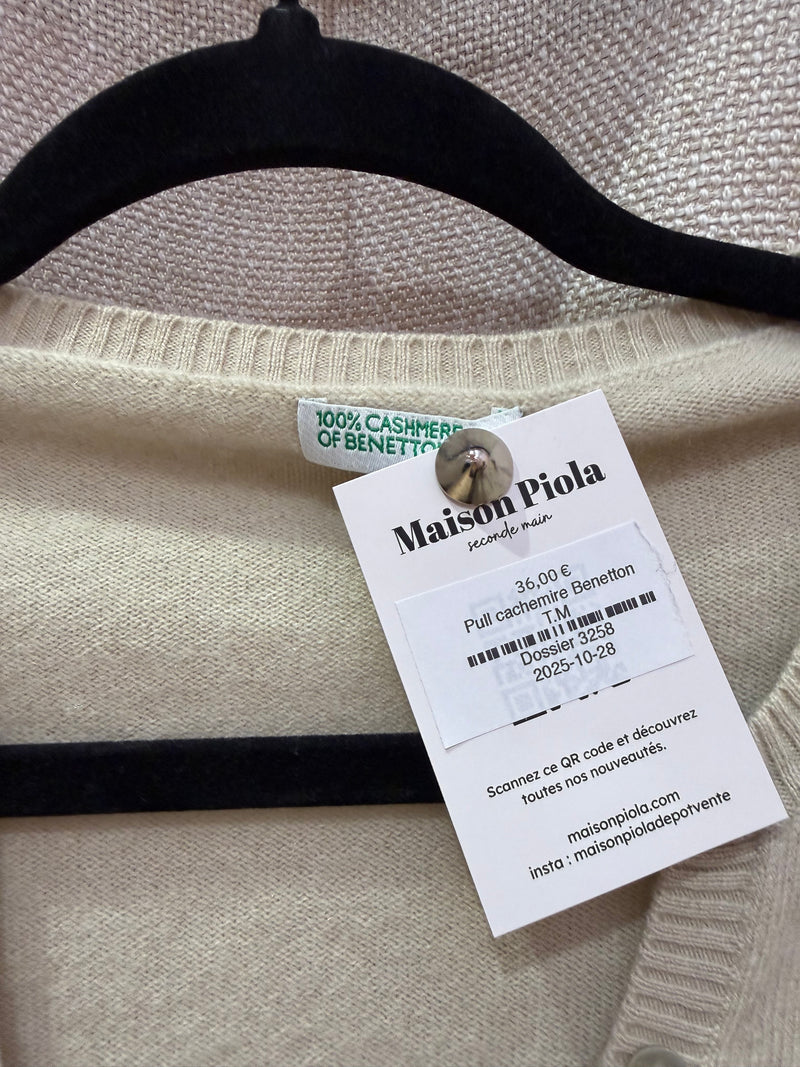 100% CASHMERE
OF BENETTON
Maison Piola
seconde main
36,00 €
Pull cachemire Benetton
T.M
Dossier 3258
2025-10-28
Scannez ce QR code et découvrez
toutes nos nouveautés.
maisonpiola.com
insta : maisonpioladepotvente